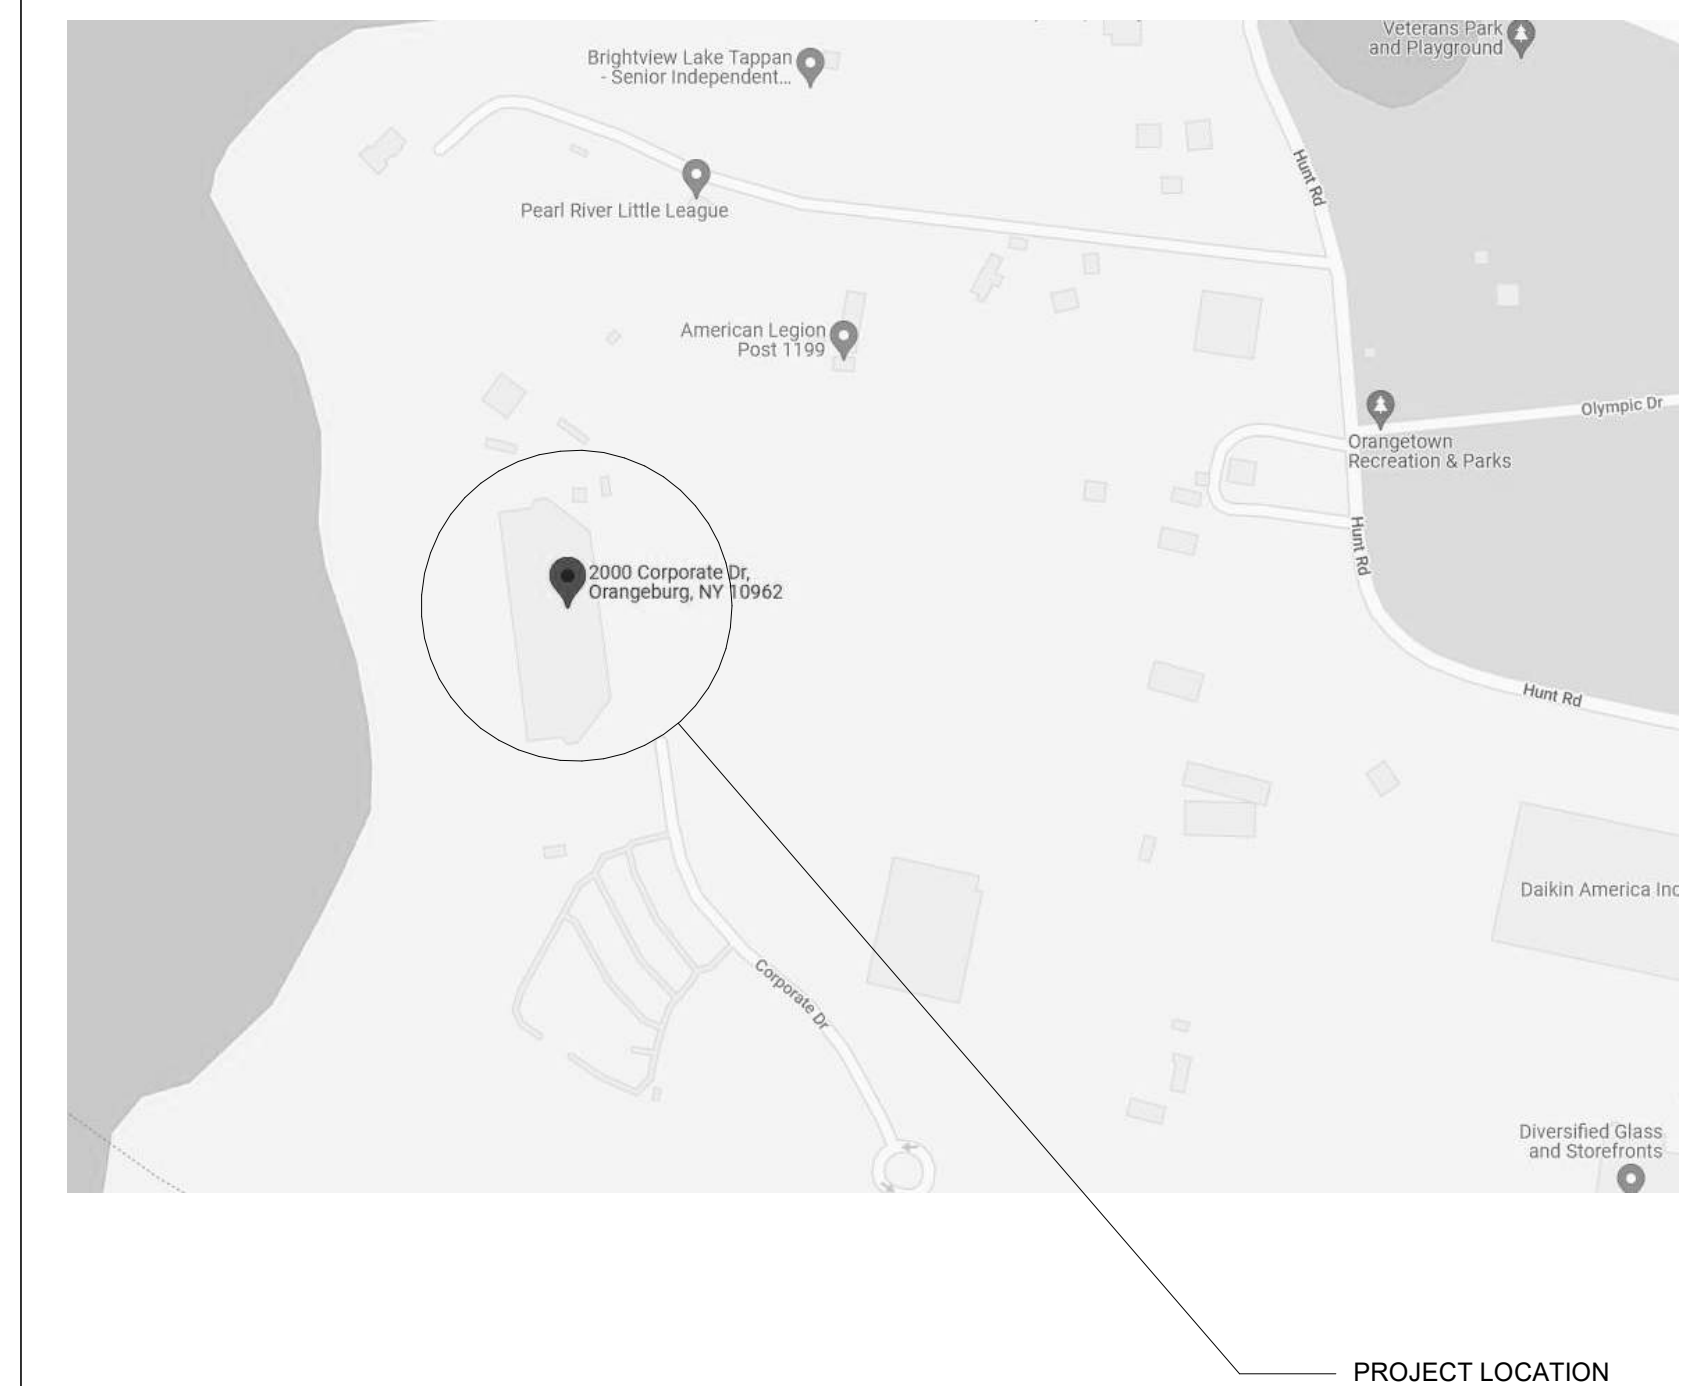 Veterans Park
and Playground
Brightview Lake Tappan
- Senior Independent...
Hunt Rd
Pearl River Little League
American Legion
Post 1199
Olympic Dr
Orangetown
Recreation & Parks
Hunt Rd
2000 Corporate Dr,
Orangeburg, NY 10962
Hunt Rd
Daikin America Inc
Corporate Dr
Diversified Glass
and Storefronts
PROJECT LOCATION